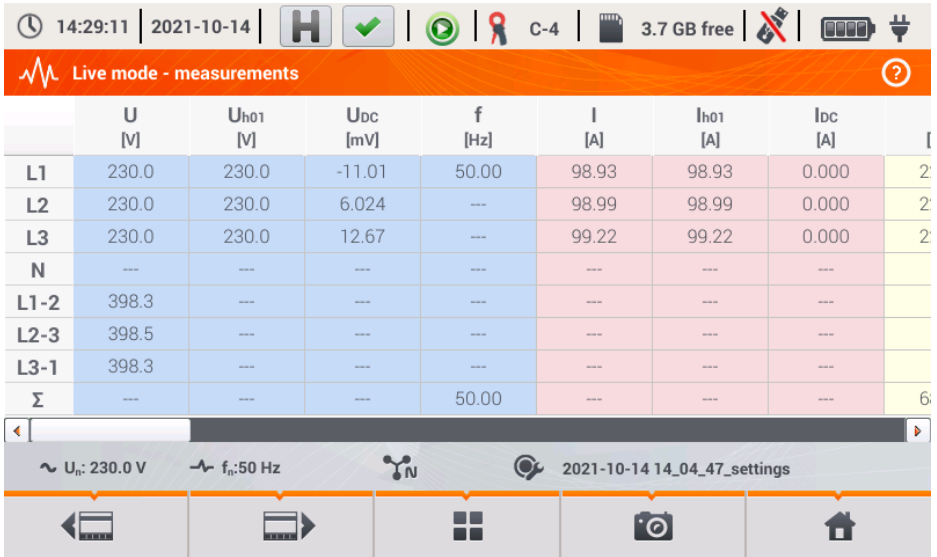 14:29:11 2021-10-14 H C-4 3.7 GB free
Live mode - measurements ?
U Uh01 UDC f I Ih01 IDC
[V] [V] [mV] [Hz] [A] [A] [A] [
L1 230.0 230.0 -11.01 50.00 98.93 98.93 0.000 2
L2 230.0 230.0 6.024 --- 98.99 98.99 0.000 2
L3 230.0 230.0 12.67 --- 99.22 99.22 0.000 2
N --- --- --- --- --- --- ---
L1-2 398.3 --- --- --- --- --- ---
L2-3 398.5 --- --- --- --- --- ---
L3-1 398.3 --- --- --- --- --- ---
Σ --- --- --- 50.00 --- --- --- 6
Un: 230.0 V fn:50 Hz N 2021-10-14 14_04_47_settings